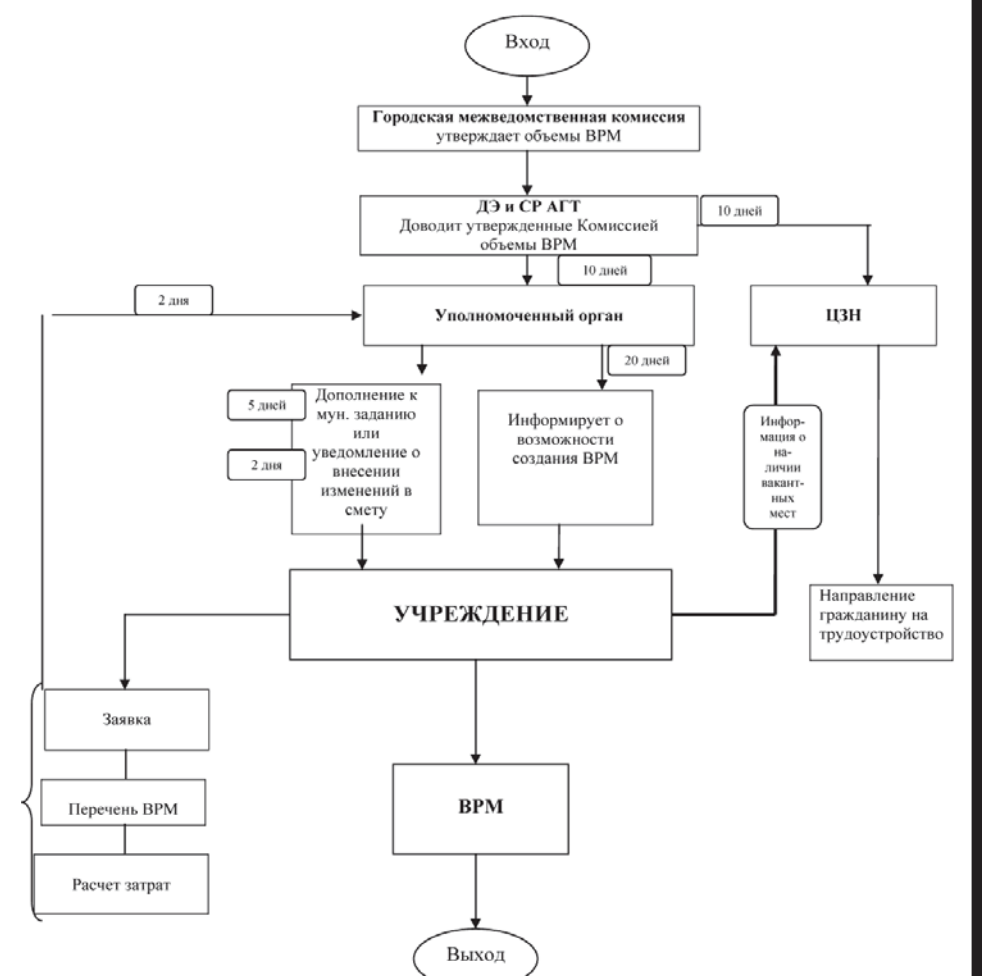 Вход
Городская межведомственная комиссия
утверждает объемы ВРМ
ДЭ и СР АГТ
Доводит утвержденные Комиссией
объемы ВРМ
10 дней
10 дней
2 дня
Уполномоченный орган
ЦЗН
20 дней
5 дней
2 дня
Дополнение к
мун. заданию
или
уведомление о
внесении
изменений в
смету
Информирует о
возможности
создания ВРМ
Инфор-
мация о
на-
личии
вакант-
ных
мест
УЧРЕЖДЕНИЕ
Направление
гражданину на
трудоустройство
Заявка
Перечень ВРМ
Расчет затрат
ВРМ
Выход